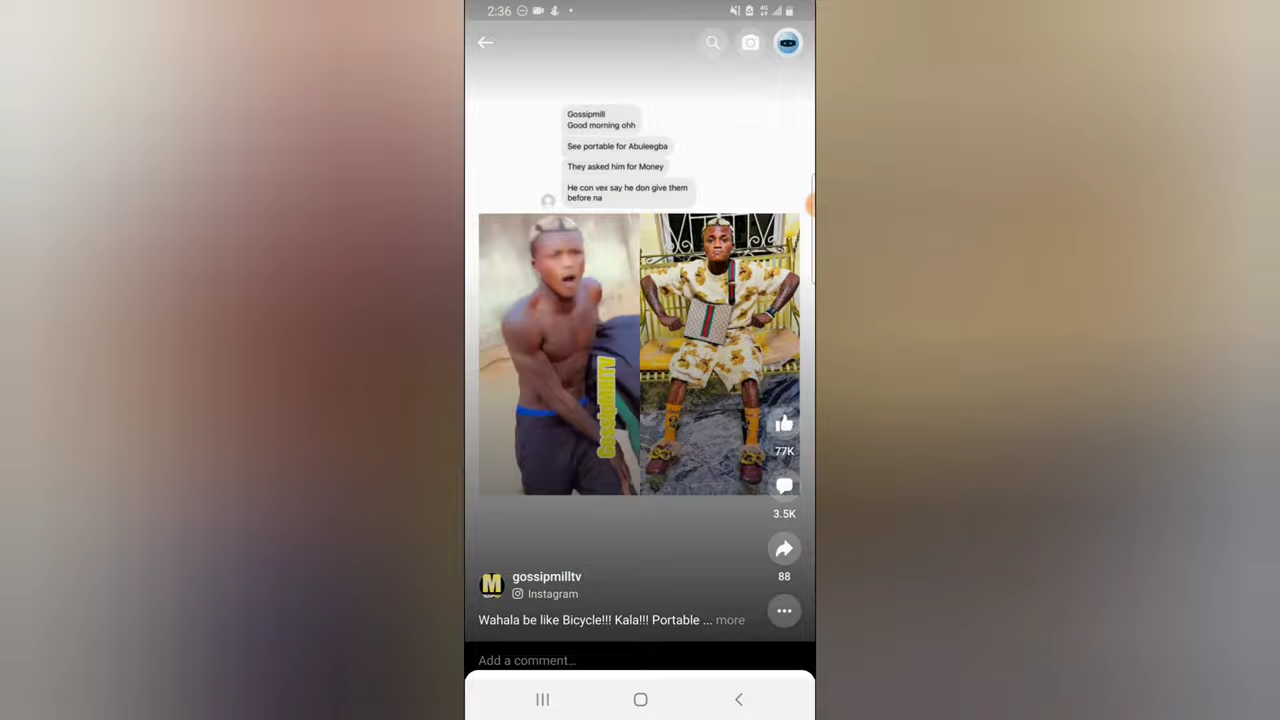 2:36
4G
Gossipmill
Good morning ohh
See portable for Abuleegba
They asked him for Money
He con vex say he don give them
before na
GossipMillTV
77K
3.5K
88
M
gossipmilltv
Instagram
Wahala be like Bicycle!!! Kala!!! Portable ... more
Add a comment...